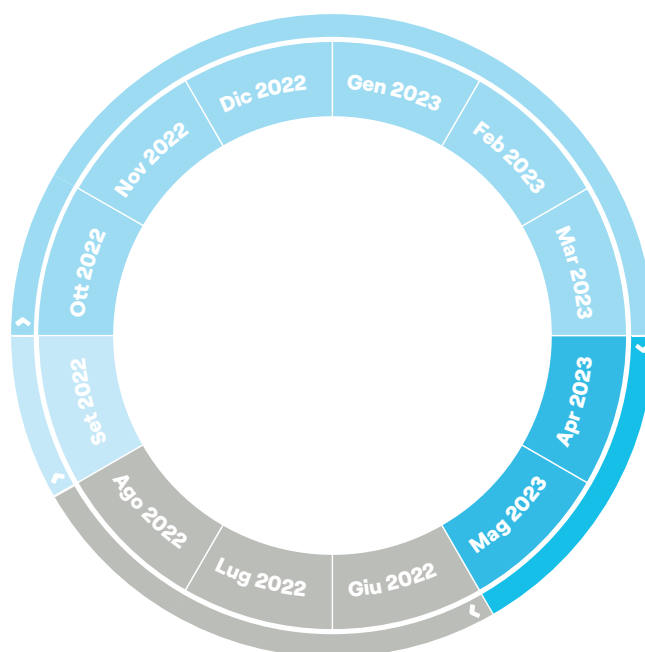 Giu 2022
Lug 2022
Ago 2022
Set 2022
Ott 2022
Nov 2022
Dic 2022
Gen 2023
Feb 2023
Mar 2023
Apr 2023
Mag 2023